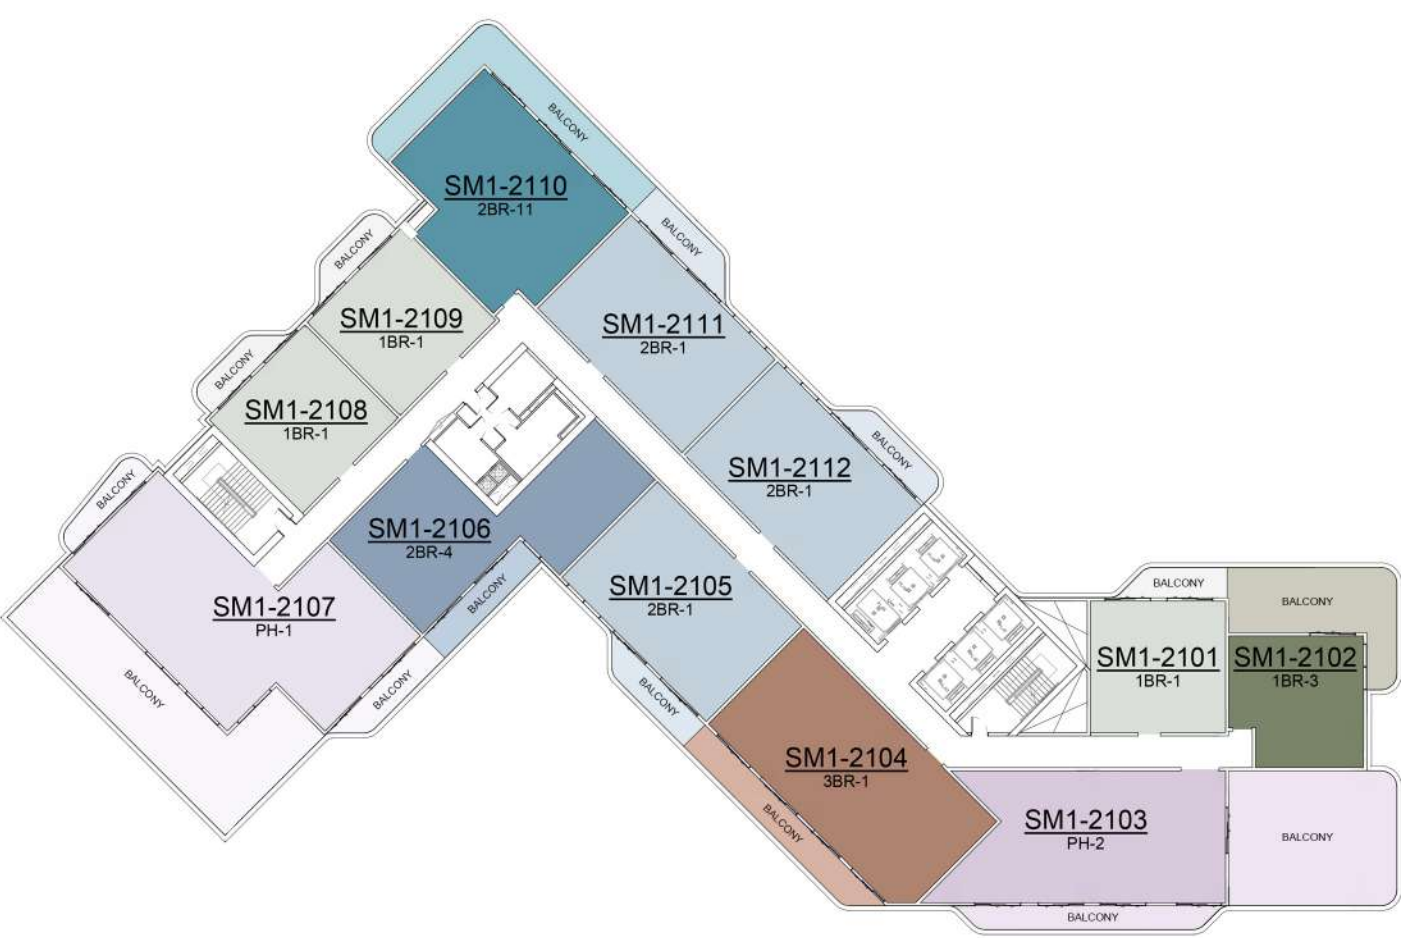 BALCONY
SM1-2110
2BR-11
BALCONY
BALCONY
SM1-2109
1BR-1
SM1-2111
2BR-1
BALCONY
SM1-2108
1BR-1
BALCONY
SM1-2112
2BR-1
BALCONY
SM1-2106
2BR-4
BALCONY
SM1-2105
2BR-1
BALCONY
BALCONY
SM1-2107
PH-1
SM1-2101
1BR-1
SM1-2102
1BR-3
BALCONY
BALCONY
BALCONY
SM1-2104
3BR-1
BALCONY
SM1-2103
PH-2
BALCONY
BALCONY